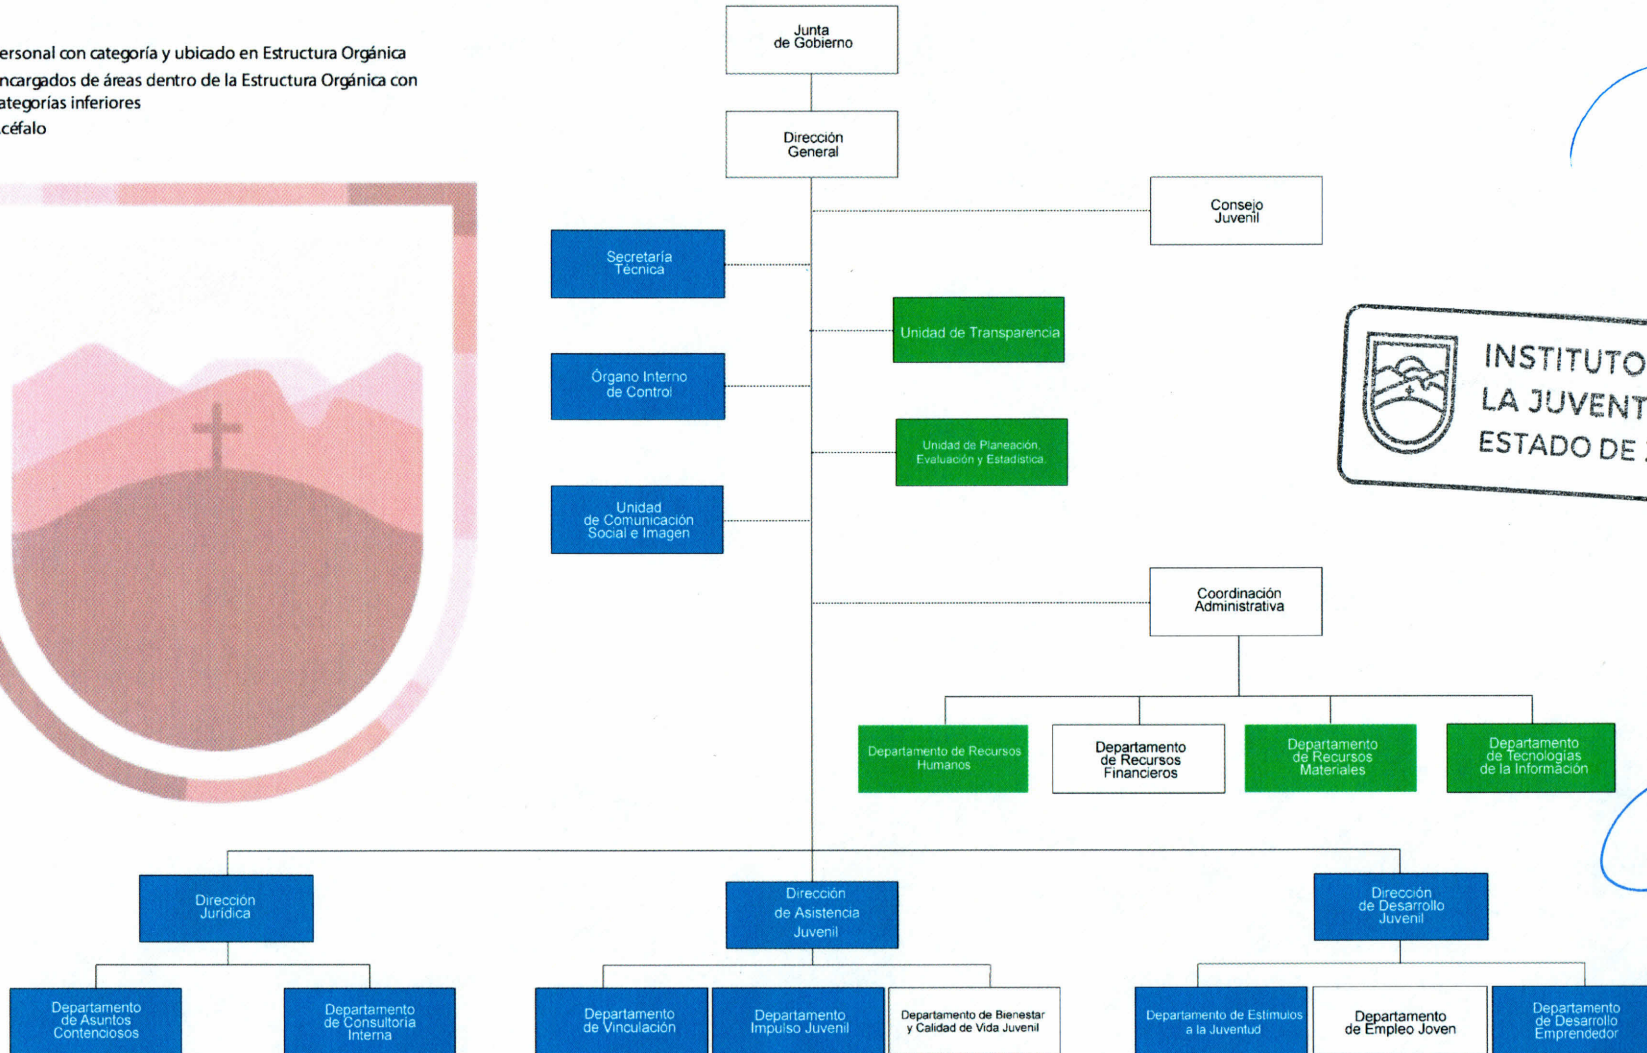 ersonal con categoría y ubicado en Estructura Orgánica
ncargados de áreas dentro de la Estructura Orgánica con
ategorías inferiores
céfalo
Junta
de Gobierno
Dirección
General
Consejo
Juvenil
Secretaría
Técnica
Unidad de Transparencia
Órgano Interno
de Control
Unidad de Planeación,
Evaluación y Estadística.
Unidad
de Comunicación
Social e Imagen
INSTITUTO
LA JUVENT
ESTADO DE
Coordinación
Administrativa
Departamento de Recursos
Humanos
Departamento
de Recursos
Financieros
Departamento
de Recursos
Materiales
Departamento
de Tecnologías
de la Información
Dirección
Jurídica
Dirección
de Asistencia
Juvenil
Dirección
de Desarrollo
Juvenil
Departamento
de Asuntos
Contenciosos
Departamento
de Consultoría
Interna
Departamento
de Vinculación
Departamento
Impulso Juvenil
Departamento de Bienestar
y Calidad de Vida Juvenil
Departamento de Estímulos
a la Juventud
Departamento
de Empleo Joven
Departamento
de Desarrollo
Emprendedor